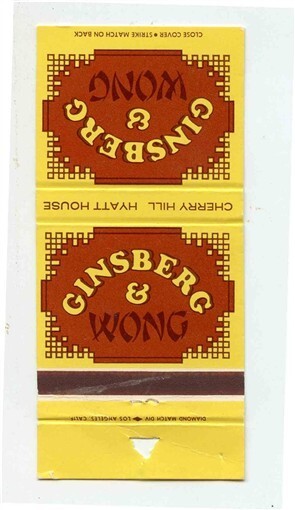 CLOSE COVER • STRIKE MATCH ON BACK
GINSBERG
&
WONG
CHERRY HILL HYATT HOUSE
GINSBERG
&
WONG
DIAMOND MATCH DIV. LOS ANGELES, CALIF.